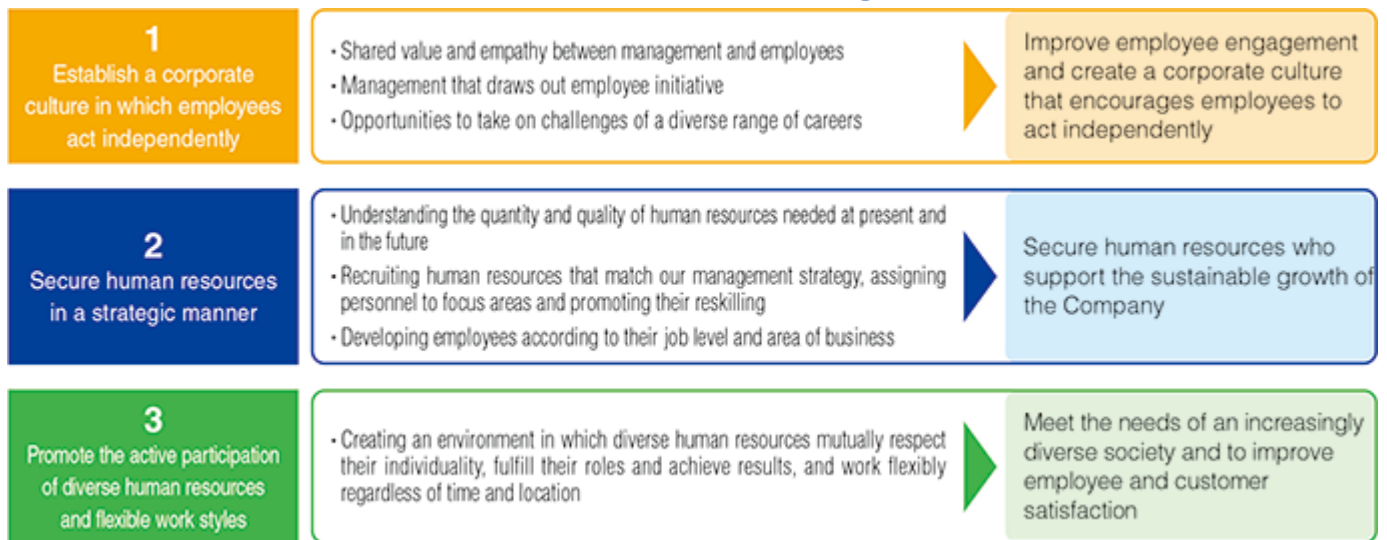 1
Establish a corporate
culture in which employees
act independently
・Shared value and empathy between management and employees
・Management that draws out employee initiative
・Opportunities to take on challenges of a diverse range of careers
Improve employee engagement
and create a corporate culture
that encourages employees to
act independently
2
Secure human resources
in a strategic manner
・Understanding the quantity and quality of human resources needed at present and
in the future
・Recruiting human resources that match our management strategy, assigning
personnel to focus areas and promoting their reskilling
・Developing employees according to their job level and area of business
Secure human resources who
support the sustainable growth of
the Company
3
Promote the active participation
of diverse human resources
and flexible work styles
・Creating an environment in which diverse human resources mutually respect
their individuality, fulfill their roles and achieve results, and work flexibly
regardless of time and location
Meet the needs of an increasingly
diverse society and to improve
employee and customer
satisfaction